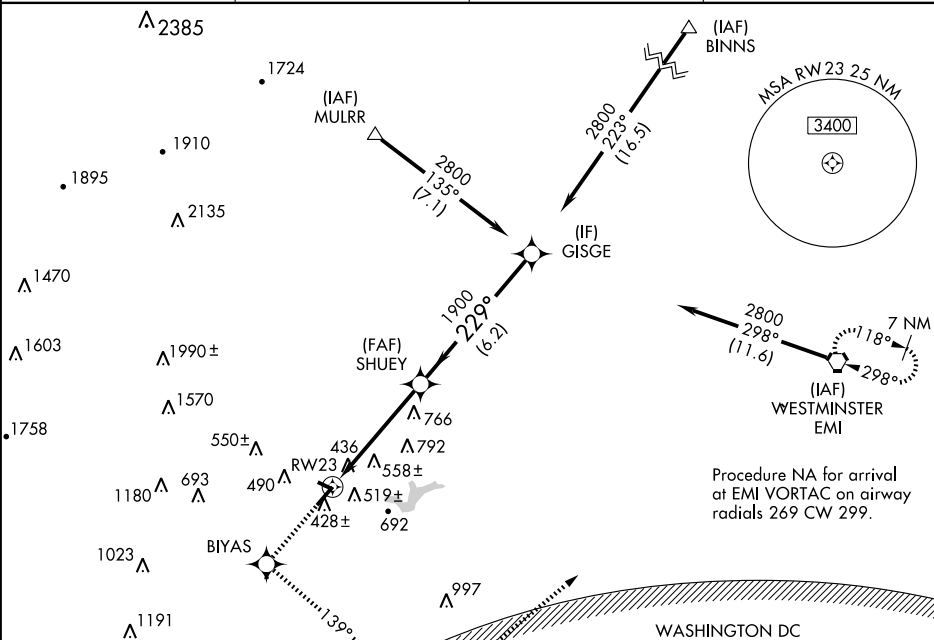 2385
1724
(IAF)
BINNS
MSA RW23 25 NM
3400
(IAF)
MULRR
1910
2800
223°
(16.5)
1895
2800
135°
(7.1)
2135
(IF)
GISGE
1470
1900
229°
(6.2)
2800
298°
(11.6)
7 NM
118°
298°
1603
1990±
(FAF)
SHUEY
(IAF)
WESTMINSTER
EMI
1570
766
1758
550±
436
792
RW23
558±
Procedure NA for arrival
at EMI VORTAC on airway
radials 269 CW 299.
1180
693
490
519±
428±
692
BIYAS
1023
997
139°
1191
WASHINGTON DC